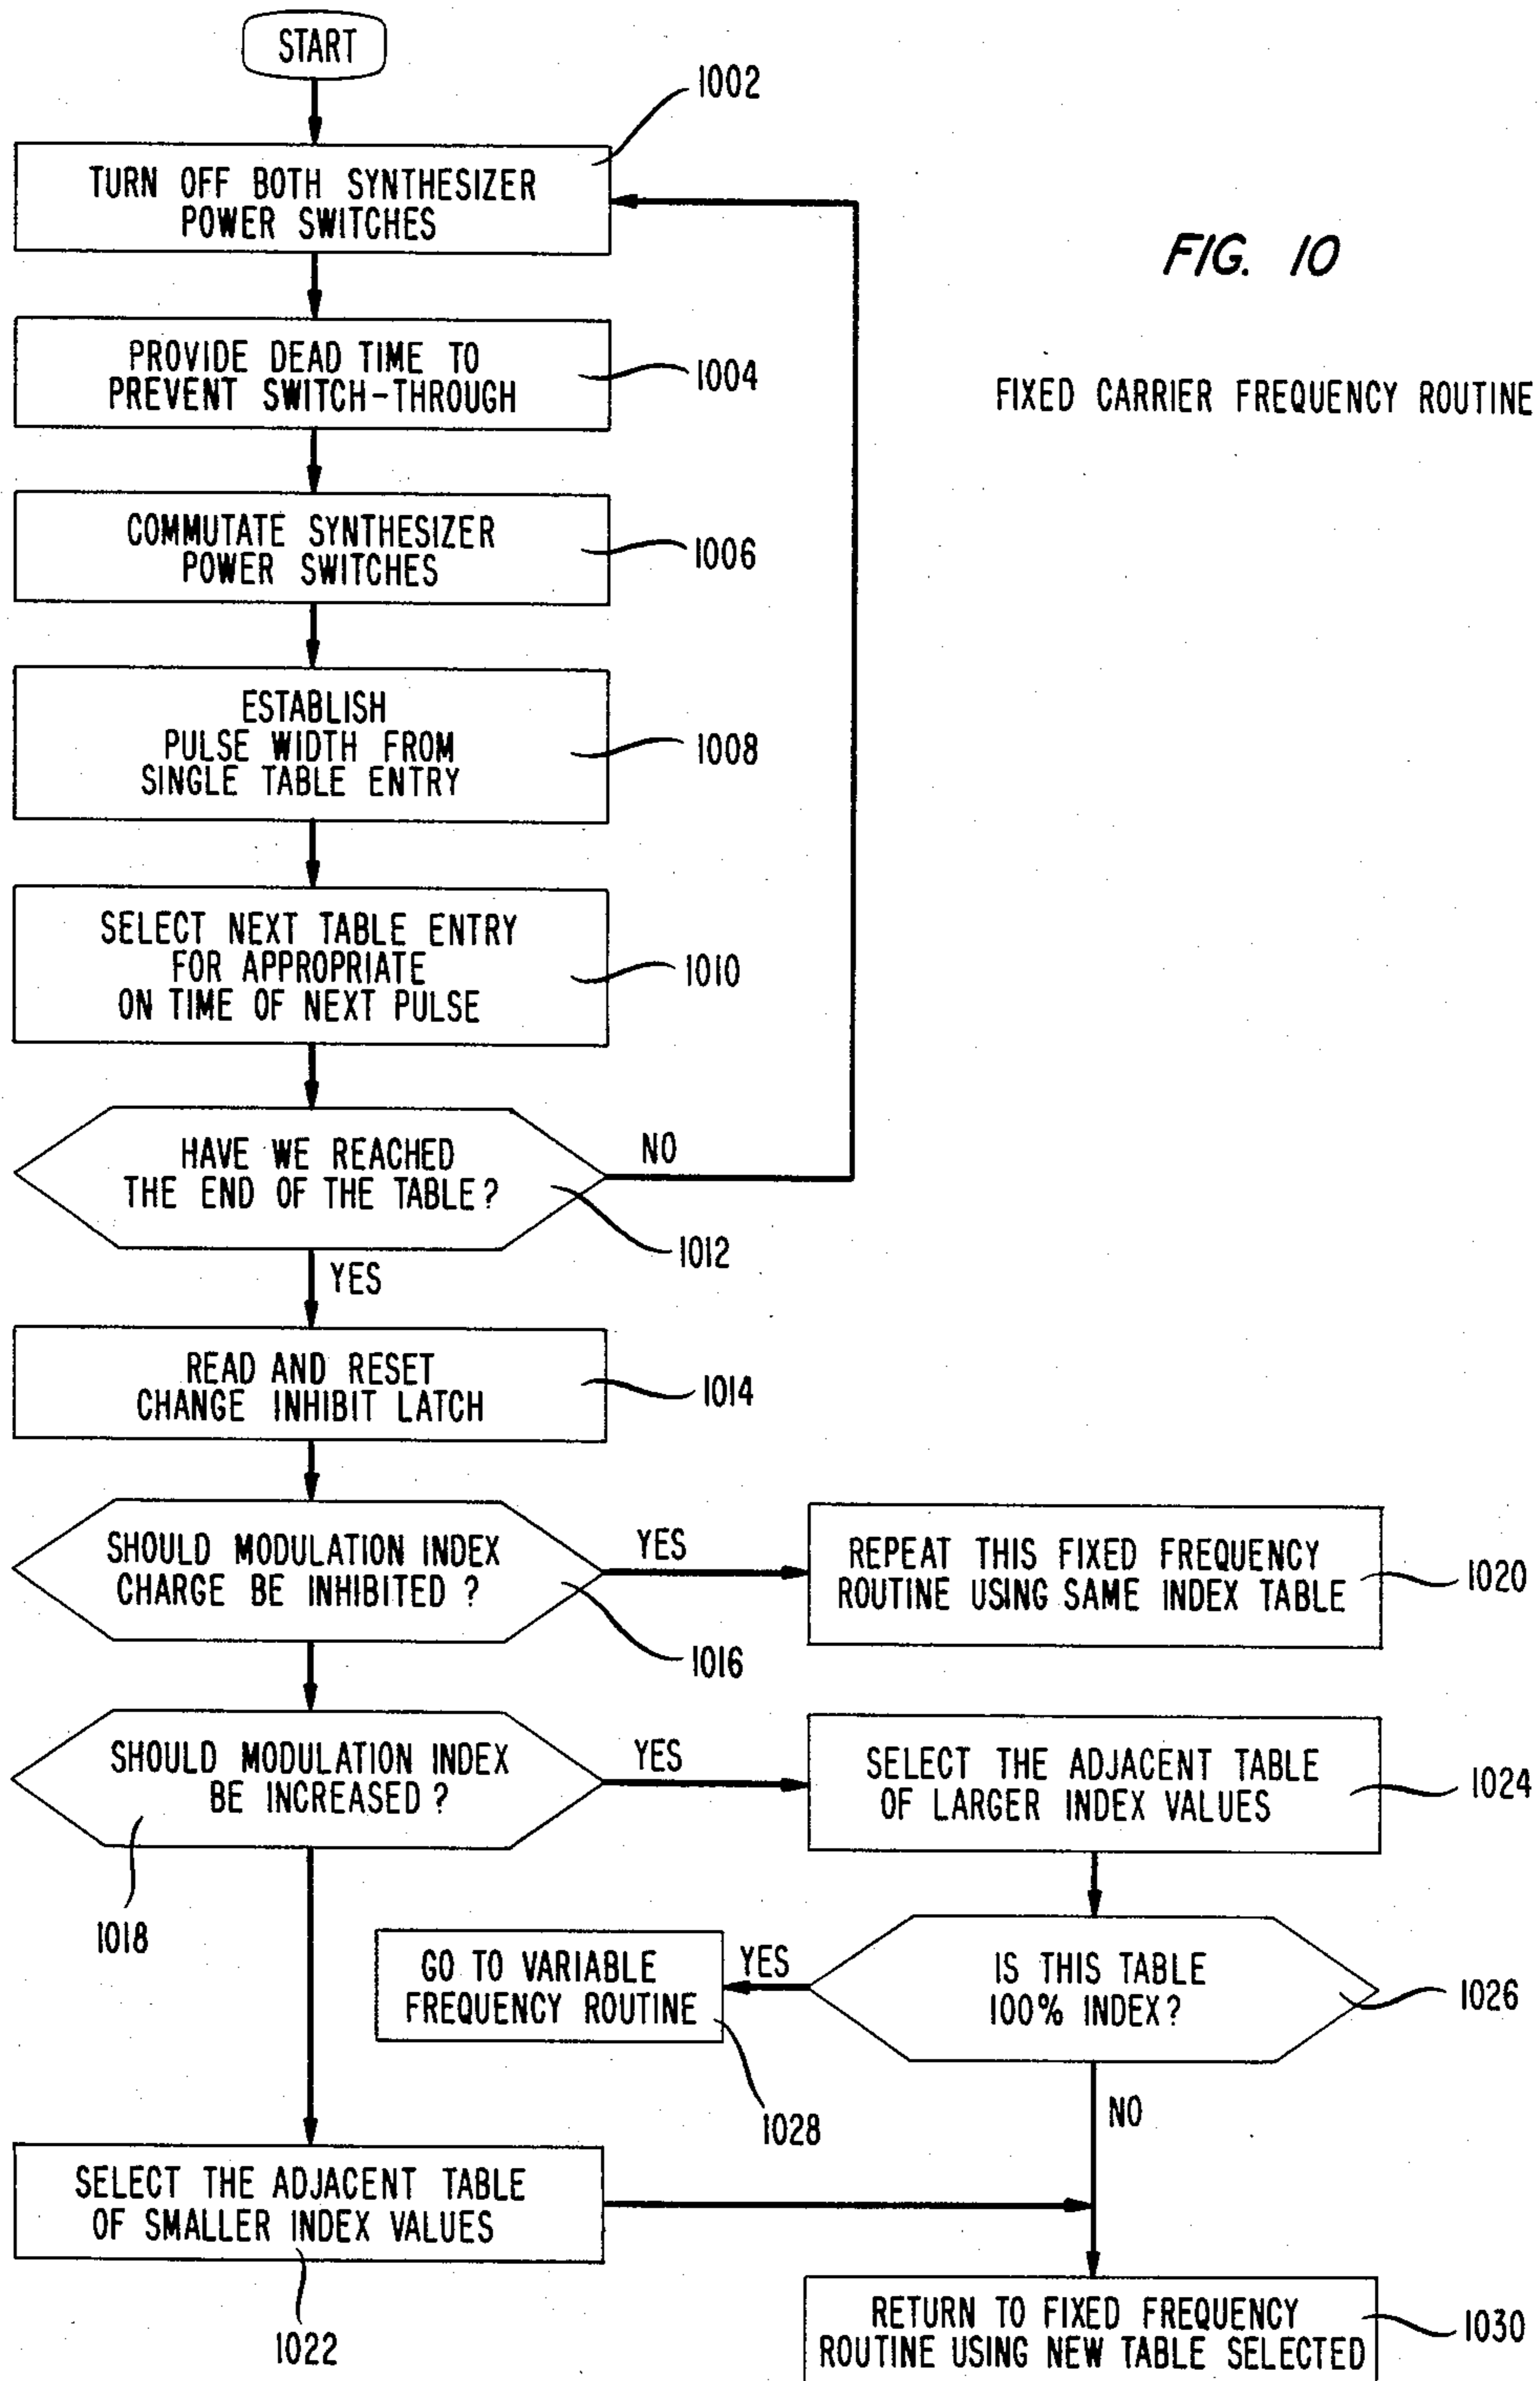 START
1002
TURN OFF BOTH SYNTHESIZER
POWER SWITCHES
FIG. 10
PROVIDE DEAD TIME TO
PREVENT SWITCH-THROUGH
1004
FIXED CARRIER FREQUENCY ROUTINE
COMMUTATE SYNTHESIZER
POWER SWITCHES
1006
ESTABLISH
PULSE WIDTH FROM
SINGLE TABLE ENTRY
1008
SELECT NEXT TABLE ENTRY
FOR APPROPRIATE
ON TIME OF NEXT PULSE
1010
HAVE WE REACHED
THE END OF THE TABLE?
NO
1012
YES
READ AND RESET
CHANGE INHIBIT LATCH
1014
SHOULD MODULATION INDEX
CHARGE BE INHIBITED ?
YES
1016
REPEAT THIS FIXED FREQUENCY
ROUTINE USING SAME INDEX TABLE
1020
SHOULD MODULATION INDEX
BE INCREASED ?
YES
1018
SELECT THE ADJACENT TABLE
OF LARGER INDEX VALUES
1024
GO TO VARIABLE
FREQUENCY ROUTINE
YES
1028
IS THIS TABLE
100% INDEX?
1026
NO
SELECT THE ADJACENT TABLE
OF SMALLER INDEX VALUES
1022
RETURN TO FIXED FREQUENCY
ROUTINE USING NEW TABLE SELECTED
1030